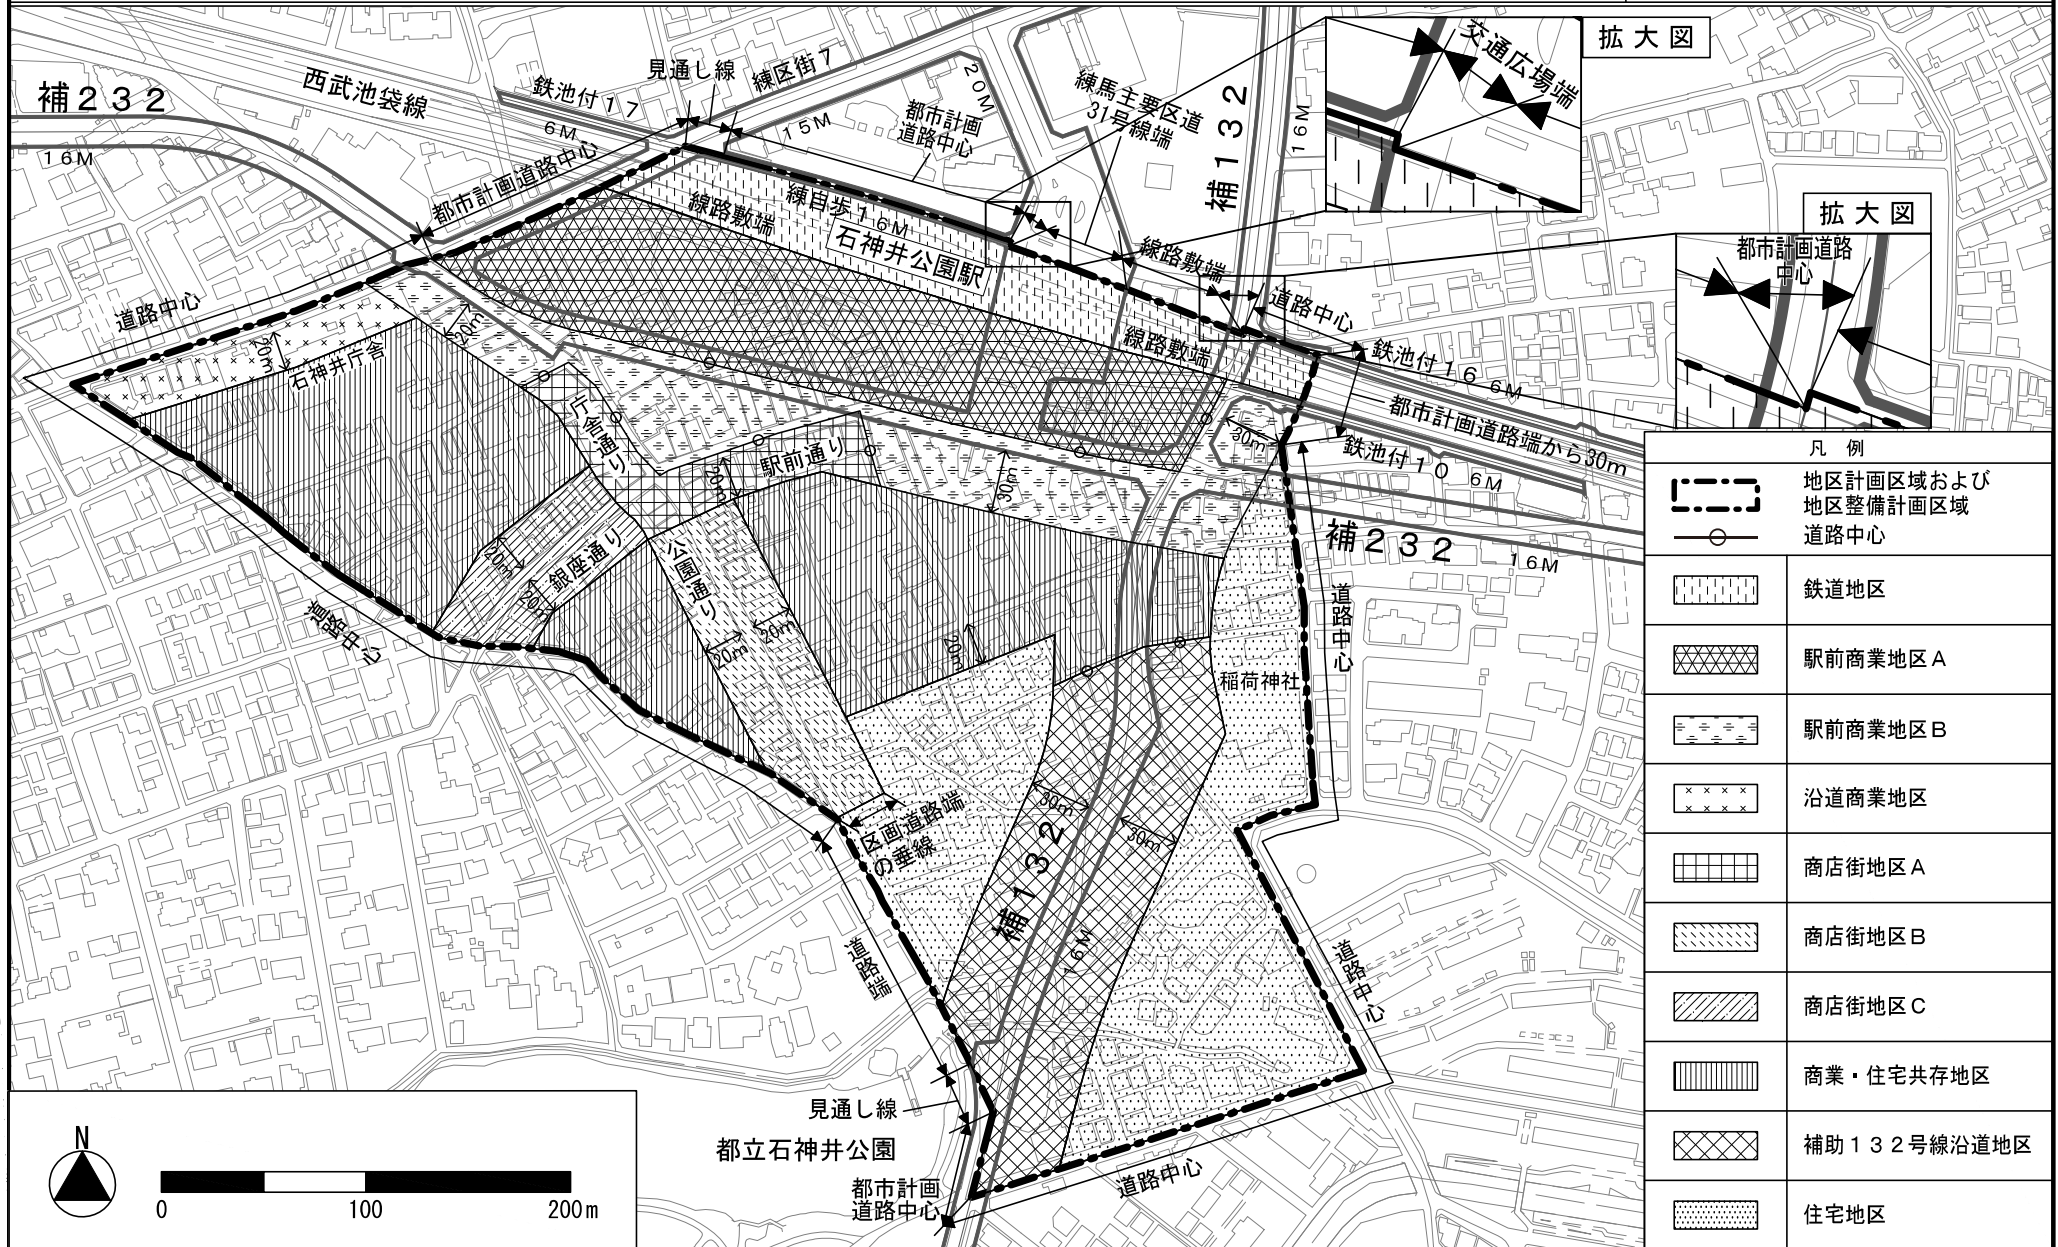 補２３２
１６Ｍ
西武池袋線
鉄池付１７
６Ｍ
見通し線
練区街７
１５Ｍ
都市計画
道路中心
２０Ｍ
練馬主要区道
31号線端
補１３２
１６Ｍ
交通広場端
拡大図
拡大図
都市計画道路
中心
都市計画道路中心
線路敷端
練自歩１６Ｍ
石神井公園駅
線路敷端
道路中心
線路敷端
鉄池付１６
６Ｍ
都市計画道路端から30m
鉄池付１０
６Ｍ
補２３２
１６Ｍ
道路中心
20m
石神井庁舎
20m
庁舎通り
駅前通り
20m
30m
30m
20m
銀座通り
20m
公園通り
20m
20m
20m
道路中心
道路中心
稲荷神社
区画道路端
の垂線
30m
30m
補１３２
１６Ｍ
道路端
道路中心
見通し線
都立石神井公園
都市計画
道路中心
道路中心
N
0
100
200m
凡例
地区計画区域および
地区整備計画区域
道路中心
鉄道地区
駅前商業地区Ａ
駅前商業地区Ｂ
沿道商業地区
商店街地区Ａ
商店街地区Ｂ
商店街地区Ｃ
商業・住宅共存地区
補助１３２号線沿道地区
住宅地区